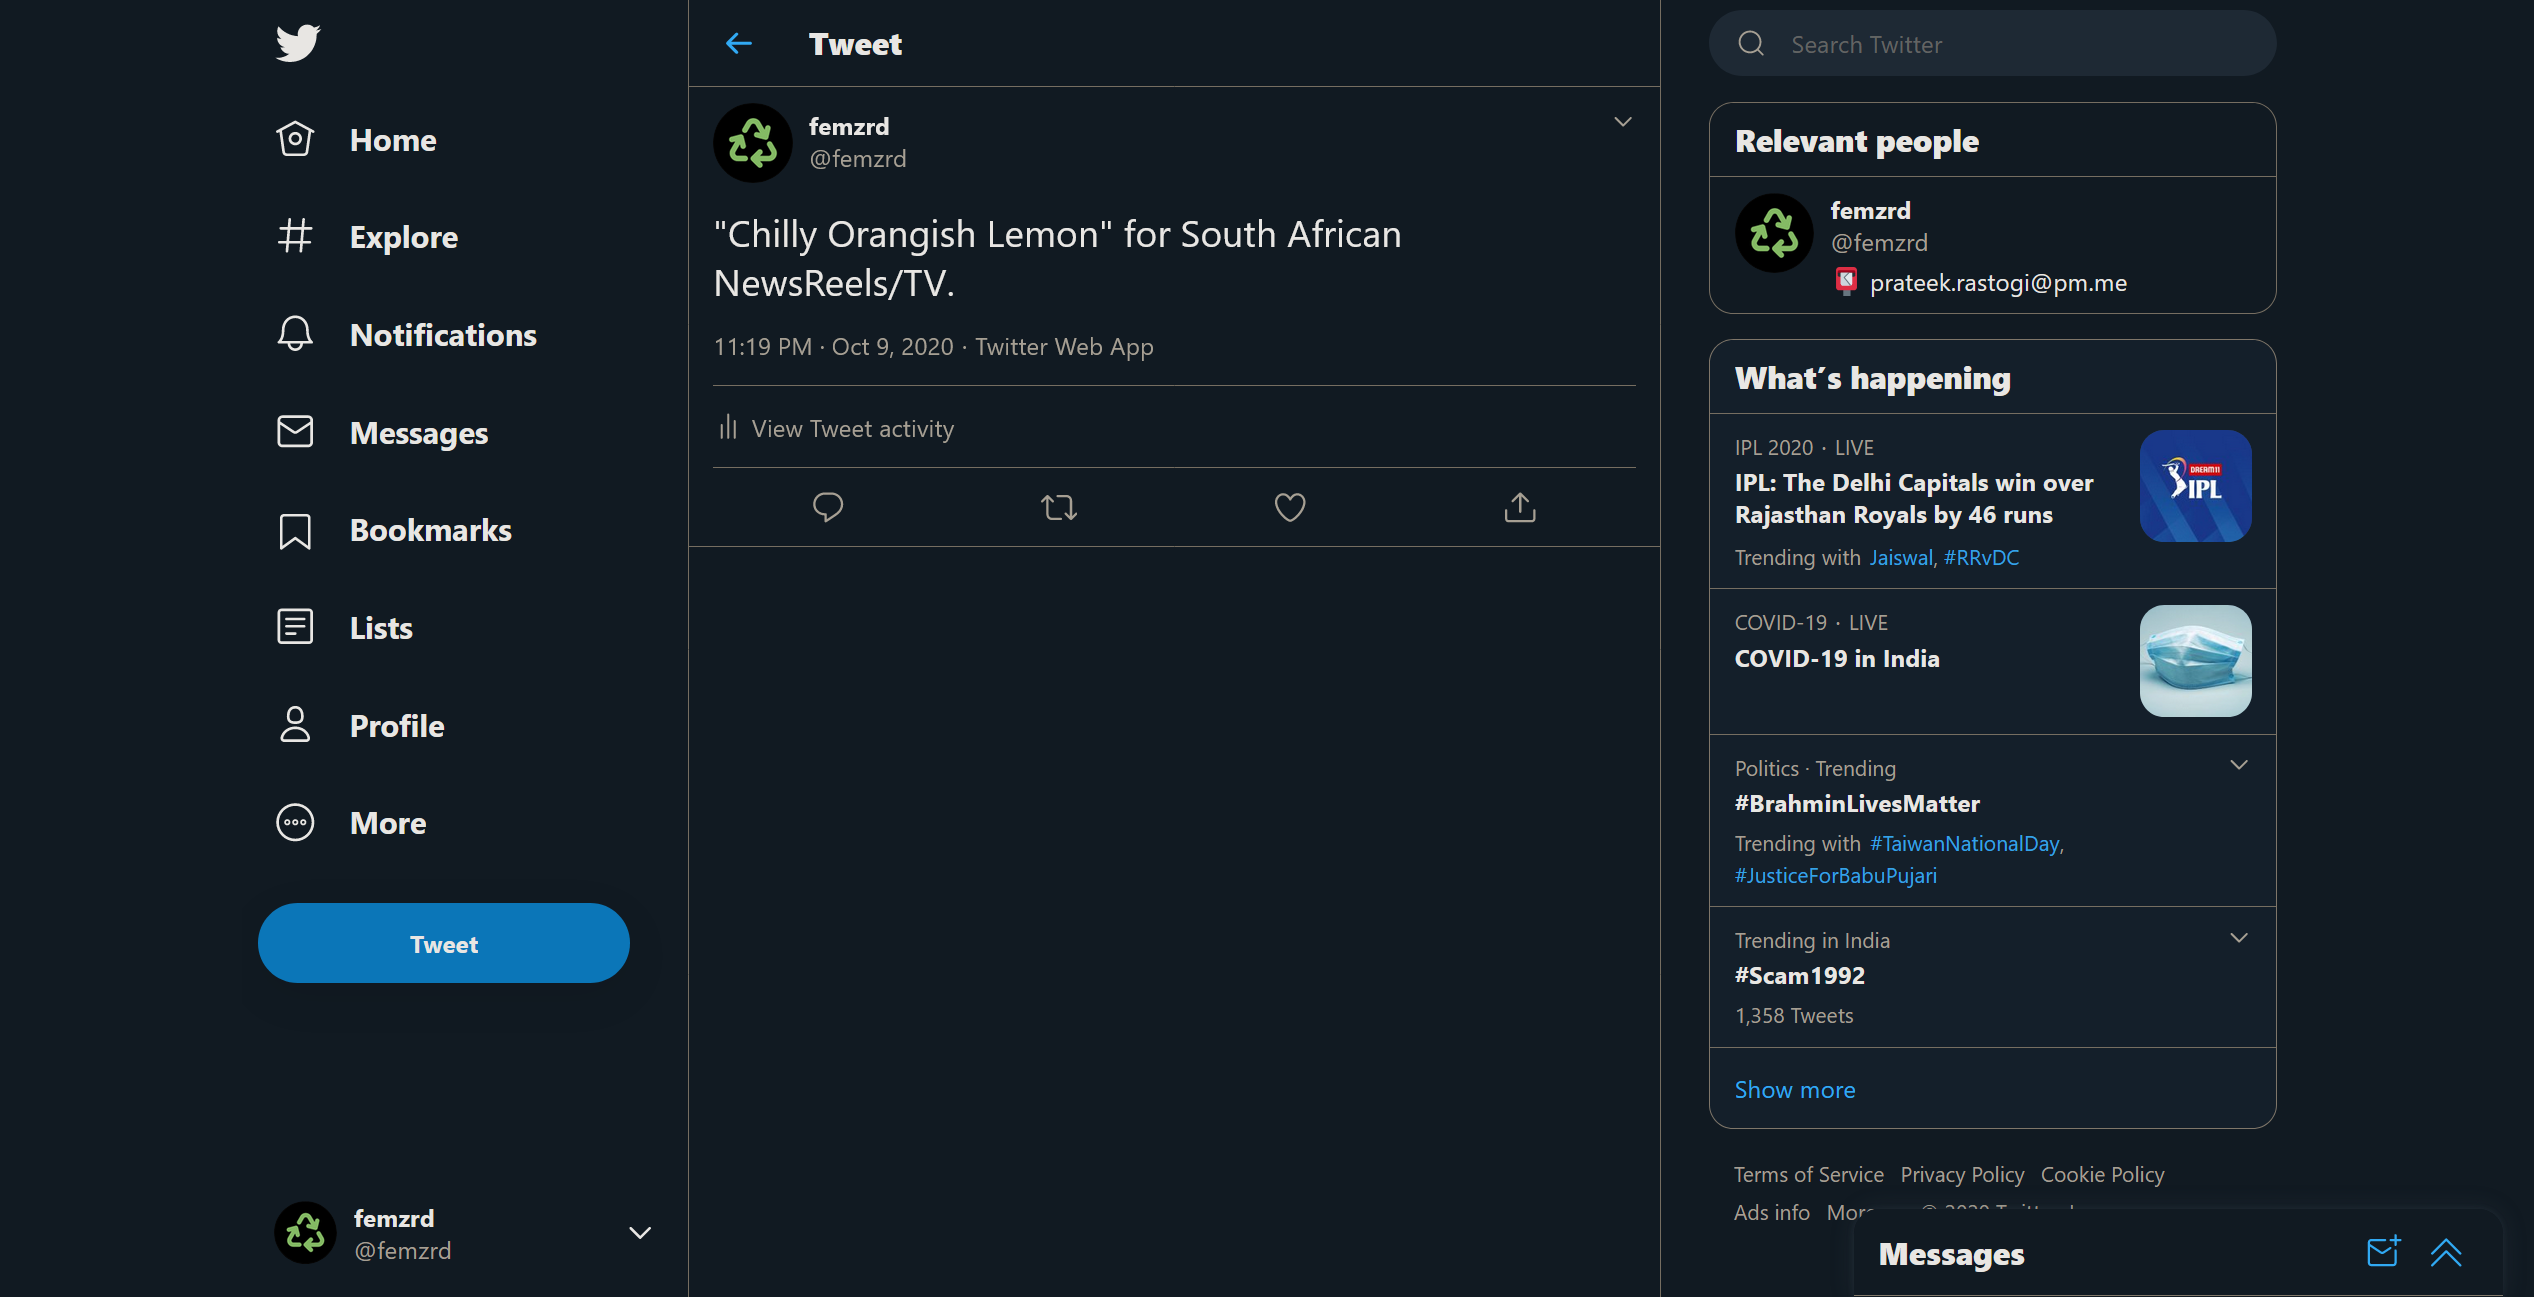 Home
Explore
Notifications
Messages
Bookmarks
Lists
Profile
More
Tweet
femzrd
@femzrd
Tweet
femzrd
@femzrd
"Chilly Orangish Lemon" for South African
NewsReels/TV.
11:19 PM · Oct 9, 2020 · Twitter Web App
View Tweet activity
Search Twitter
Relevant people
femzrd
@femzrd
prateek.rastogi@pm.me
What's happening
IPL 2020 · LIVE
IPL: The Delhi Capitals win over
Rajasthan Royals by 46 runs
Trending with Jaiswal, #RRvDC
DREAM11
IPL
COVID-19 · LIVE
COVID-19 in India
Politics · Trending
#BrahminLivesMatter
Trending with #TaiwanNationalDay,
#JusticeForBabuPujari
Trending in India
#Scam1992
1,358 Tweets
Show more
Terms of Service Privacy Policy Cookie Policy
Ads info More © 2020 Twitter
Messages